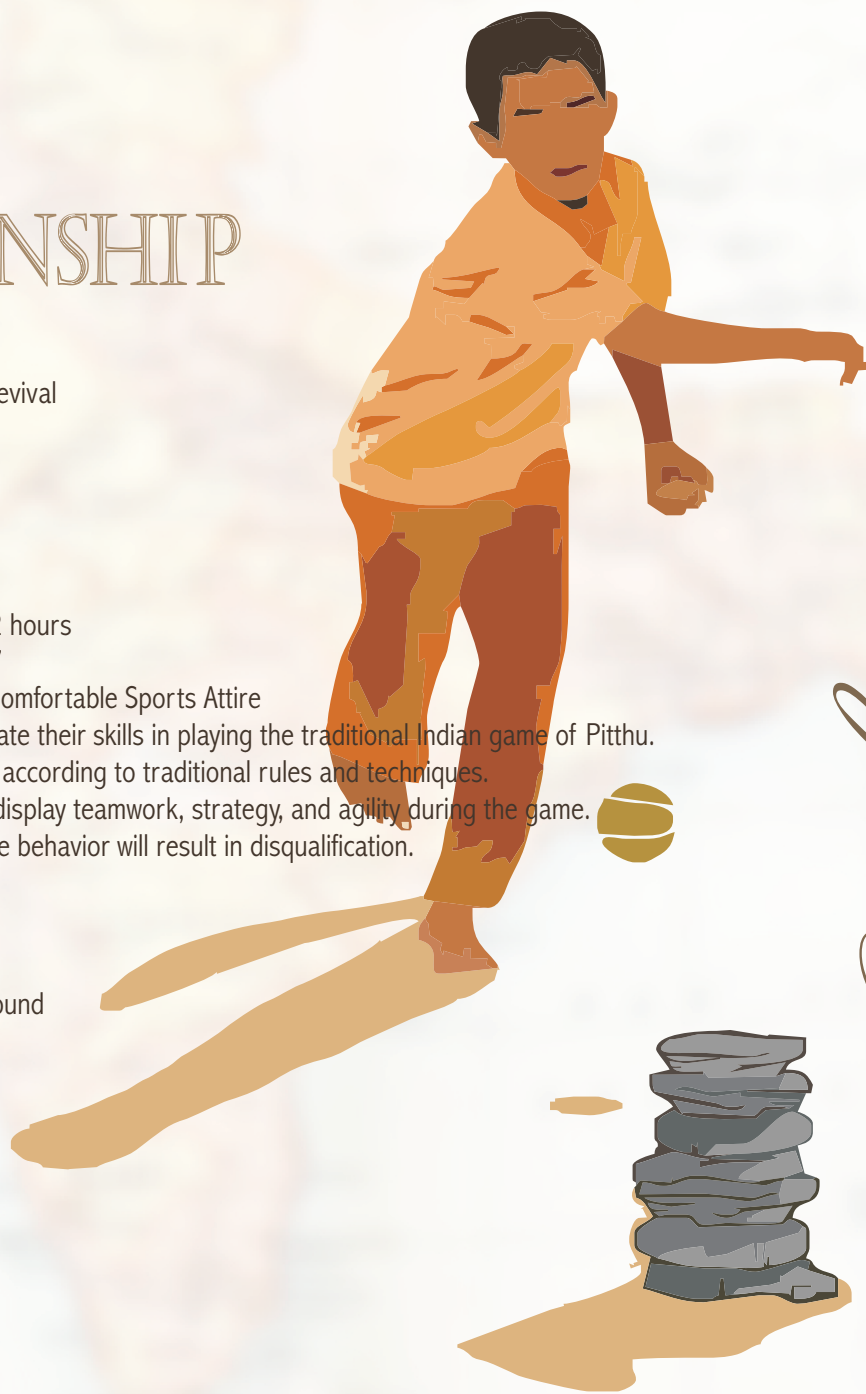 NSHIP
evival
hours
omfortable Sports Attire
ate their skills in playing the traditional Indian game of Pitthu.
according to traditional rules and techniques.
display teamwork, strategy, and agility during the game.
e behavior will result in disqualification.
ound